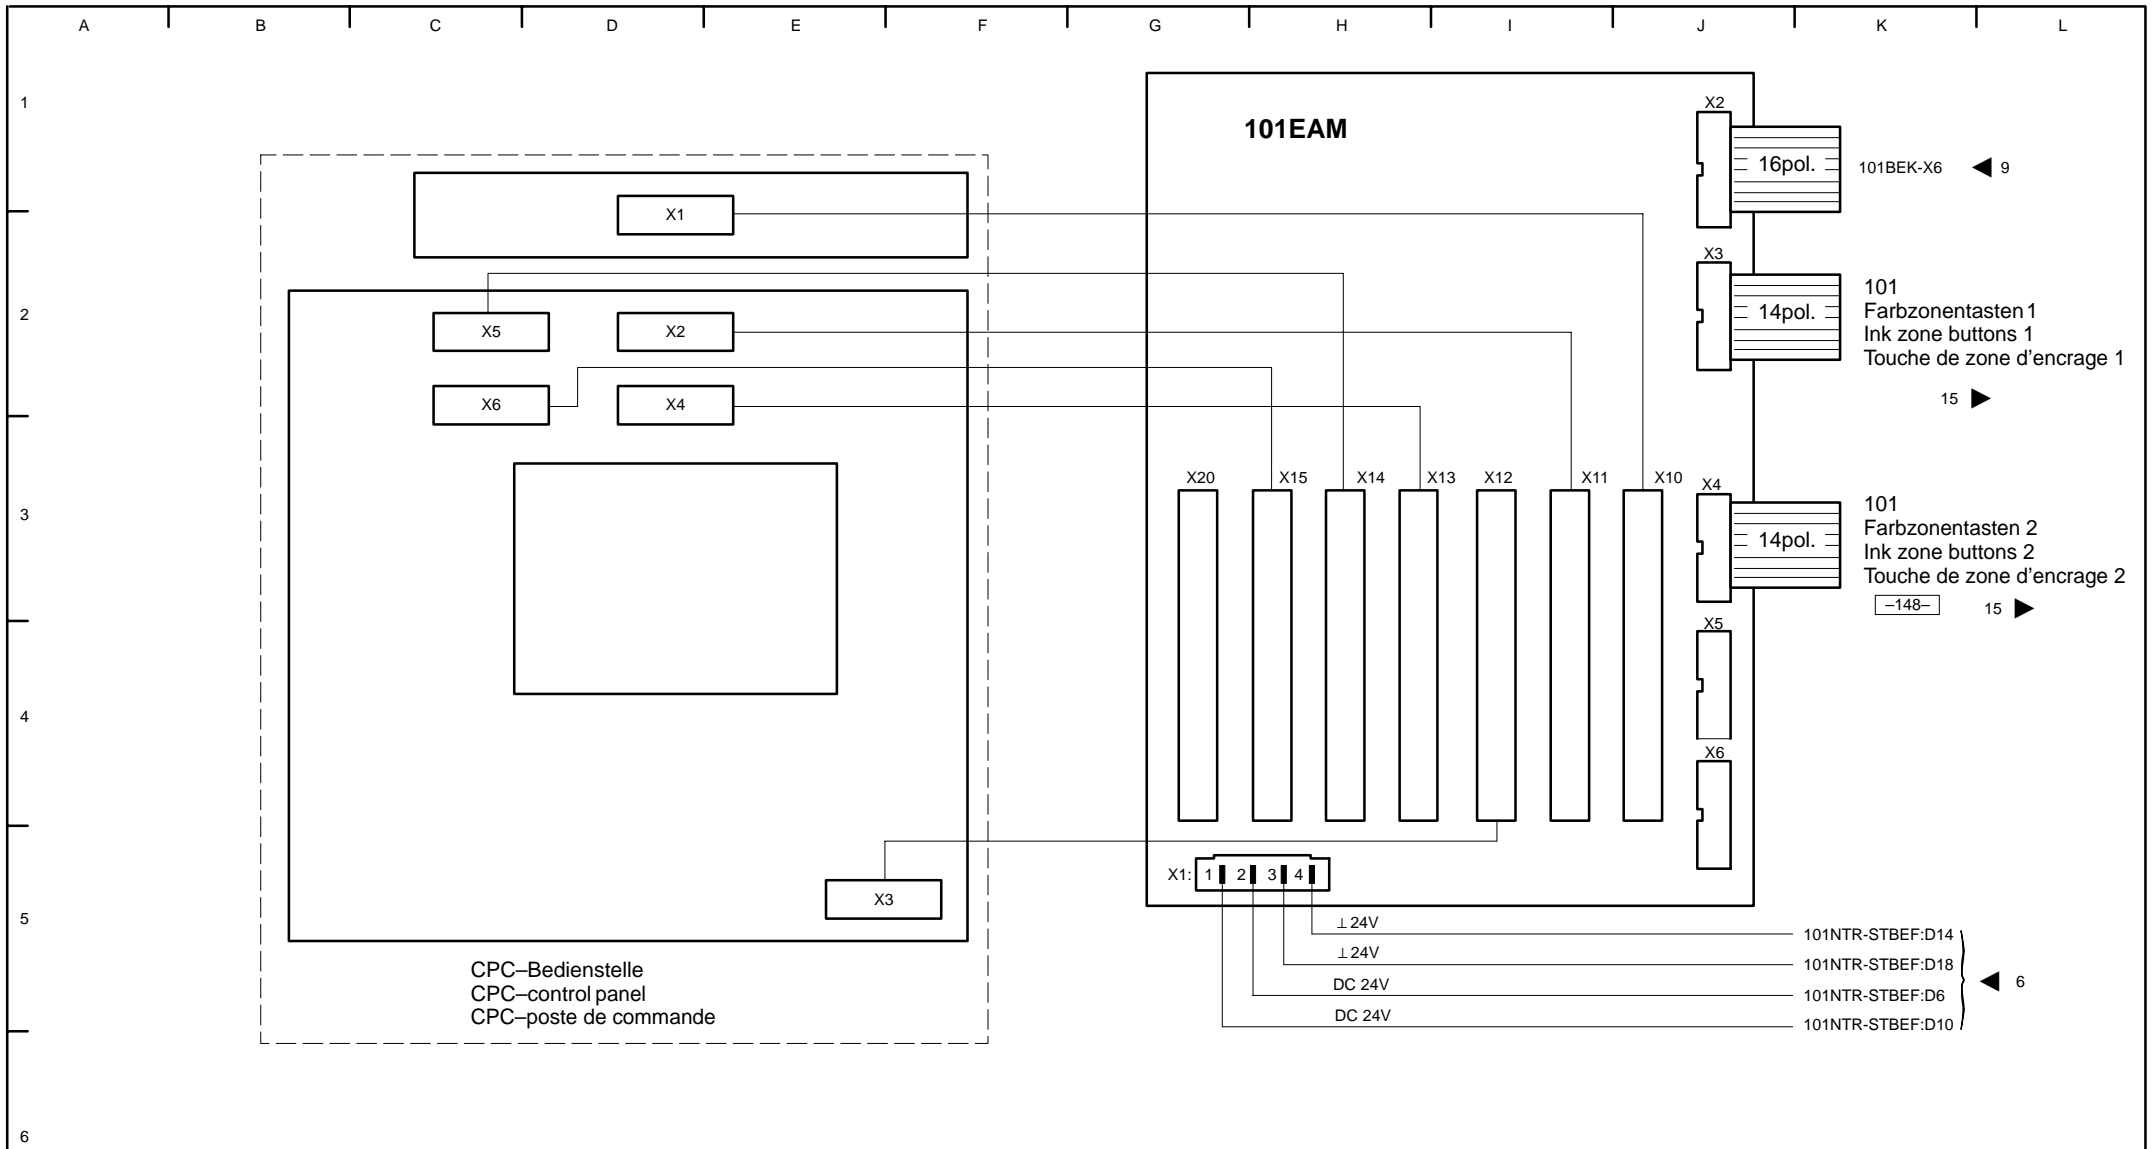 A B C D E F G H I J K L
1
2
3
4
5
6
101EAM
X2
16pol.
101BEK-X6 ◀ 9
X1
X3
14pol.
101
Farbzonentasten 1
Ink zone buttons 1
Touche de zone d'encrage 1
15 ▶
X5 X2
X6 X4
X20 X15 X14 X13 X12 X11 X10
X4
14pol.
101
Farbzonentasten 2
Ink zone buttons 2
Touche de zone d'encrage 2
–148– 15 ▶
X5
X6
X3
X1: 1 2 3 4
⊥ 24V 101NTR-STBEF:D14
⊥ 24V 101NTR-STBEF:D18
DC 24V 101NTR-STBEF:D6
DC 24V 101NTR-STBEF:D10
◀ 6
CPC–Bedienstelle
CPC–control panel
CPC–poste de commande